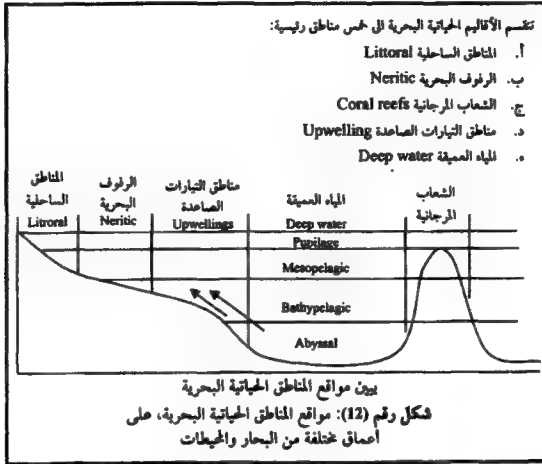 تنقسم الأقاليم الحياتية البحرية الى خمس مناطق رئيسية:
أ. المناطق الساحلية Littoral
ب. الرفوف البحرية Neritic
ج. الشعاب المرجانية Coral reefs
د. مناطق التيارات الصاعدة Upwelling
ه. المياه العميقة Deep water
المناطق الساحلية Litroral
الرفوف البحرية Neritic
مناطق التيارات الصاعدة Upwellings
المياه العميقة Deep water
الشعاب المرجانية
Pupilage
Mesopelagic
Bathypelagic
Abyssal
يبين مواقع المناطق الحياتية البحرية
شكل رقم (12): مواقع المناطق الحياتية البحرية، على
أعماق مختلفة من البحار والمحيطات